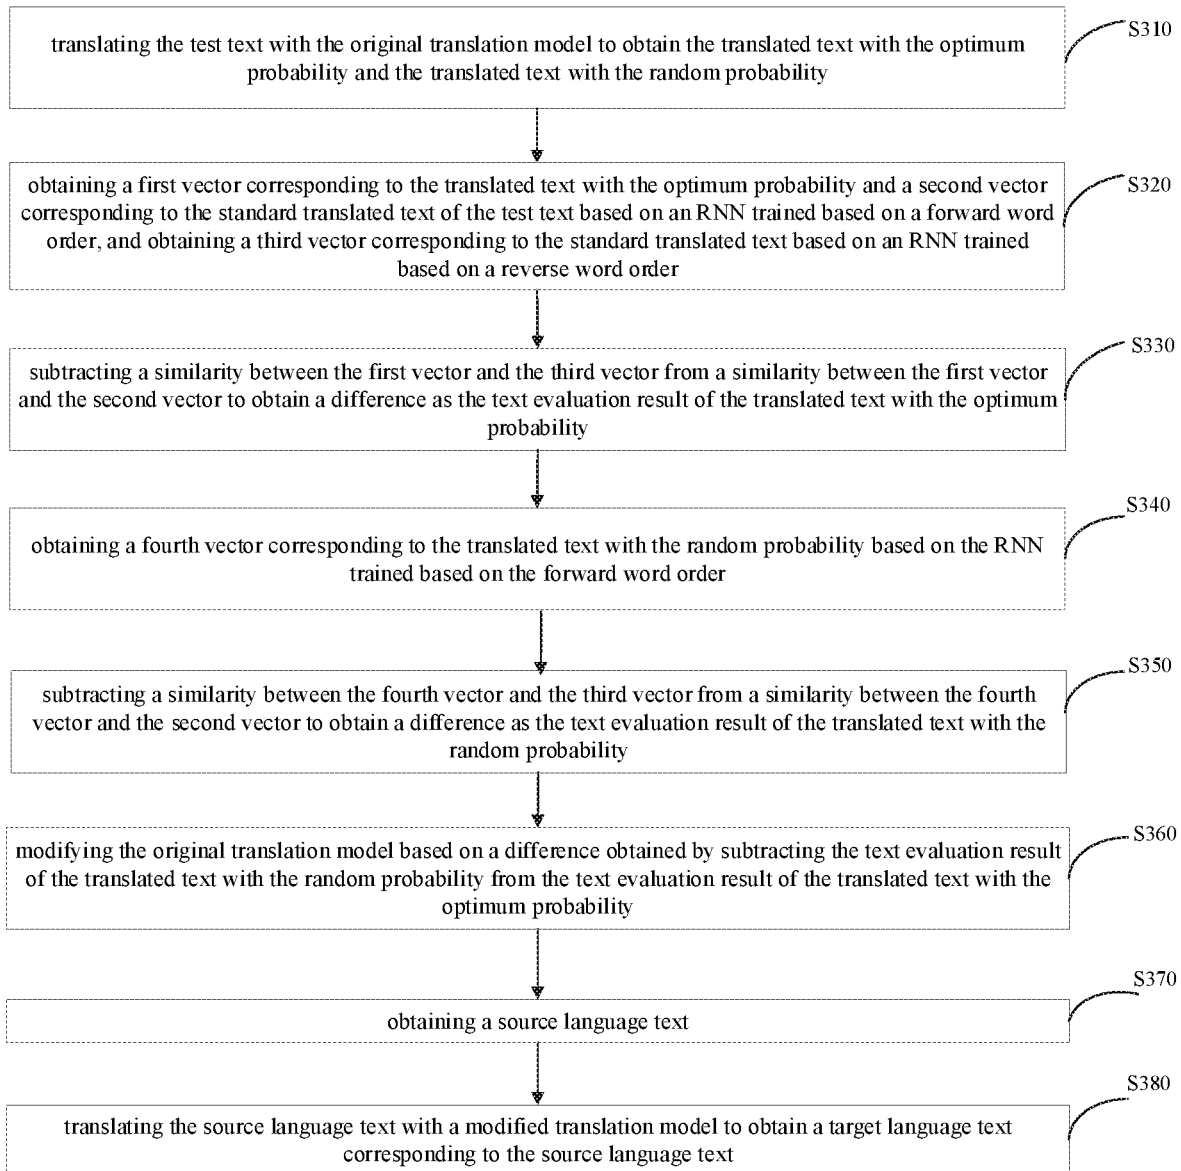 translating the test text with the original translation model to obtain the translated text with the optimum
probability and the translated text with the random probability
S310
obtaining a first vector corresponding to the translated text with the optimum probability and a second vector
corresponding to the standard translated text of the test text based on an RNN trained based on a forward word
order, and obtaining a third vector corresponding to the standard translated text based on an RNN trained
based on a reverse word order
S320
subtracting a similarity between the first vector and the third vector from a similarity between the first vector
and the second vector to obtain a difference as the text evaluation result of the translated text with the optimum
probability
S330
obtaining a fourth vector corresponding to the translated text with the random probability based on the RNN
trained based on the forward word order
S340
subtracting a similarity between the fourth vector and the third vector from a similarity between the fourth
vector and the second vector to obtain a difference as the text evaluation result of the translated text with the
random probability
S350
modifying the original translation model based on a difference obtained by subtracting the text evaluation result
of the translated text with the random probability from the text evaluation result of the translated text with the
optimum probability
S360
obtaining a source language text
S370
translating the source language text with a modified translation model to obtain a target language text
corresponding to the source language text
S380